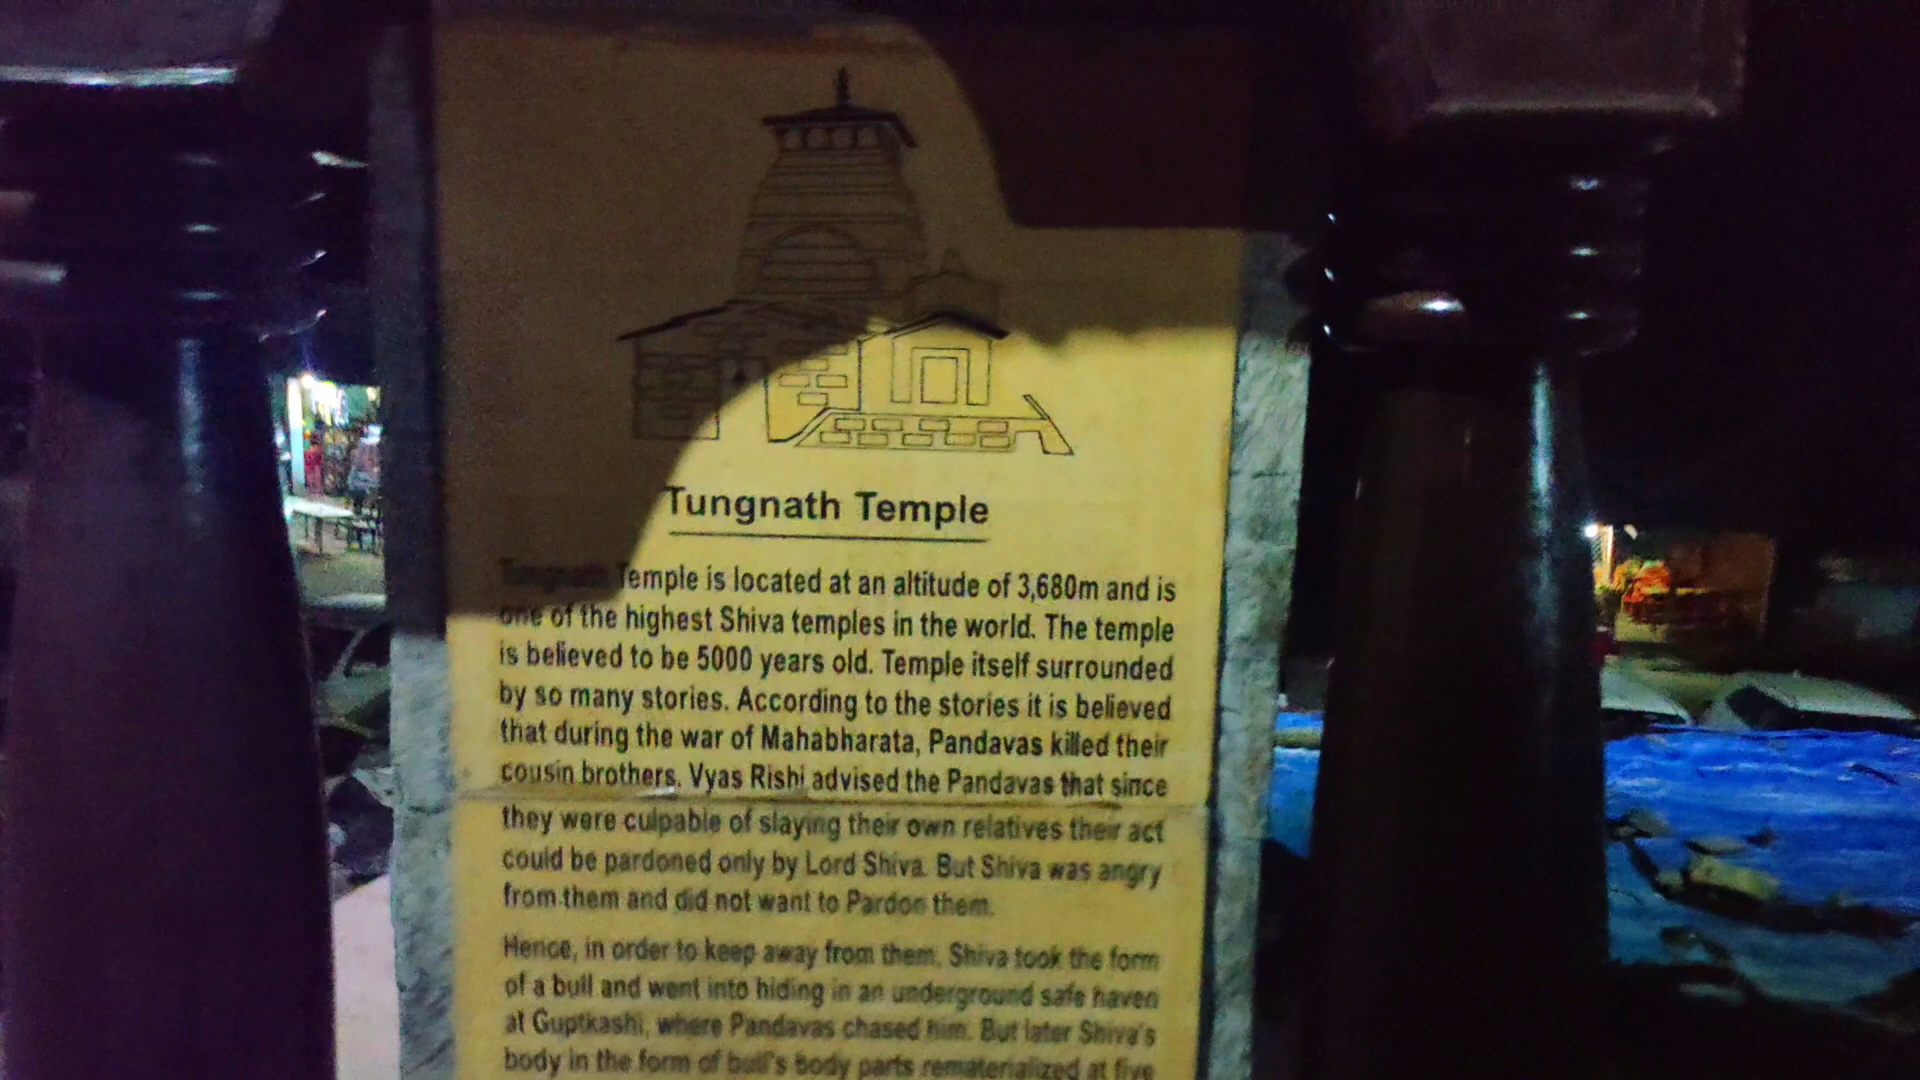 Tungnath Temple
Tungnath Temple is located at an altitude of 3,680m and is
one of the highest Shiva temples in the world. The temple
is believed to be 5000 years old. Temple itself surrounded
by so many stories. According to the stories it is believed
that during the war of Mahabharata, Pandavas killed their
cousin brothers. Vyas Rishi advised the Pandavas that since
they were culpable of slaying their own relatives their act
could be pardoned only by Lord Shiva. But Shiva was angry
from them and did not want to Pardon them.
Hence, in order to keep away from them, Shiva took the form
of a bull and went into hiding in an underground safe haven
at Guptkashi, where Pandavas chased him. But later Shiva's
body in the form of bull's body parts rematerialized at five